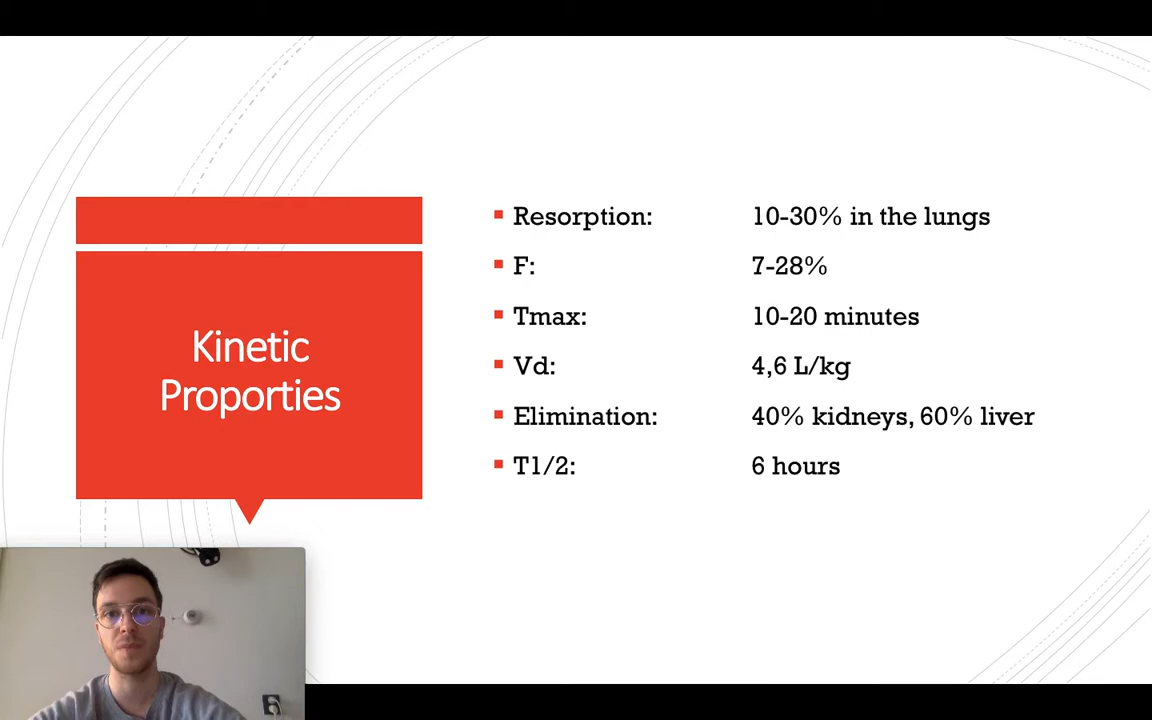 Kinetic
Proporties
Resorption: 10-30% in the lungs
F: 7-28%
Tmax: 10-20 minutes
Vd: 4,6 L/kg
Elimination: 40% kidneys, 60% liver
T1/2: 6 hours